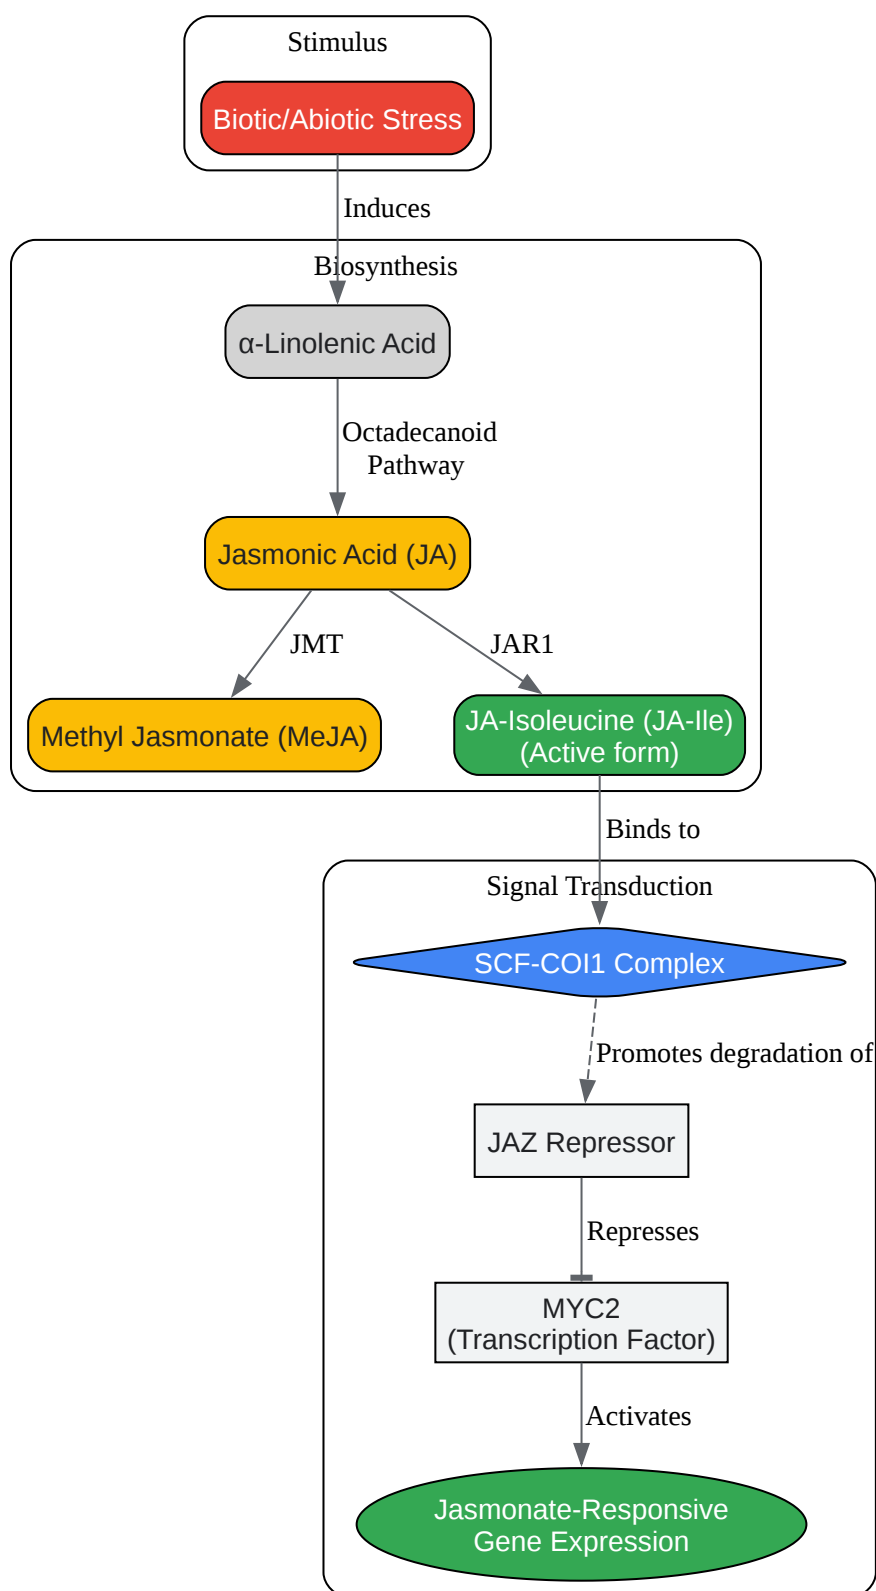 Stimulus
Biotic/Abiotic Stress
Induces
Biosynthesis
α-Linolenic Acid
Octadecanoid
Pathway
Jasmonic Acid (JA)
JMT
JAR1
Methyl Jasmonate (MeJA)
JA-Isoleucine (JA-Ile)
(Active form)
Binds to
Signal Transduction
SCF-COI1 Complex
Promotes degradation of
JAZ Repressor
Represses
MYC2
(Transcription Factor)
Activates
Jasmonate-Responsive
Gene Expression